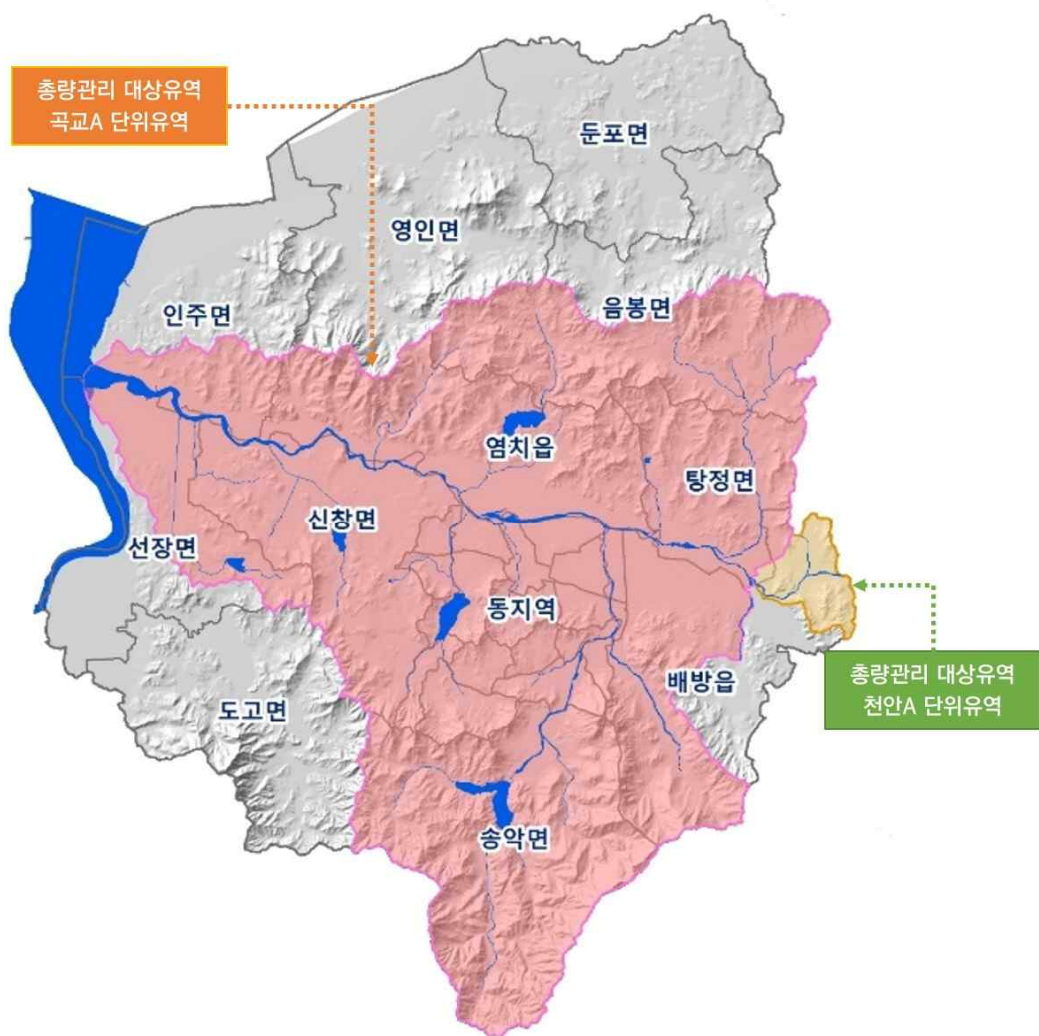 총량관리 대상유역
곡교A 단위유역
둔포면
영인면
음봉면
인주면
염치읍
탕정면
신창면
선장면
동지역
배방읍
총량관리 대상유역
천안A 단위유역
도고면
송악면